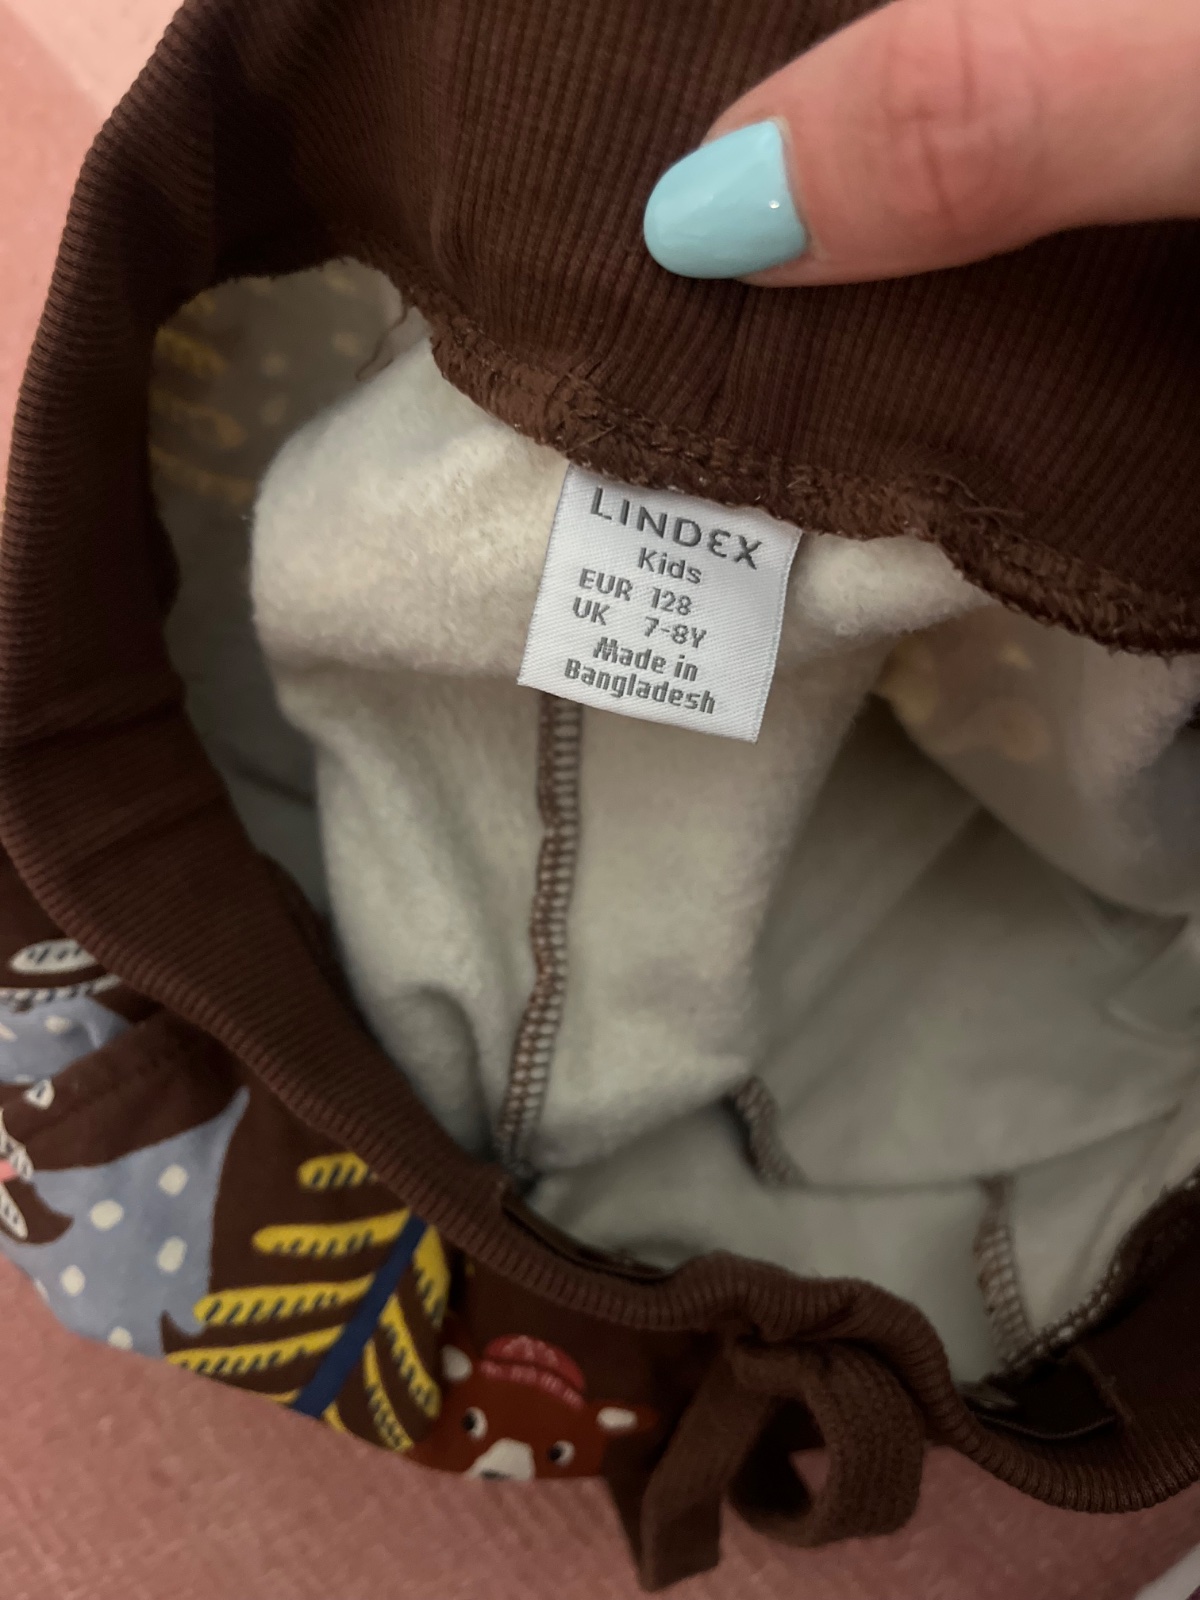 LINDEX
Kids
EUR 128
UK 7-8Y
Made in
Bangladesh